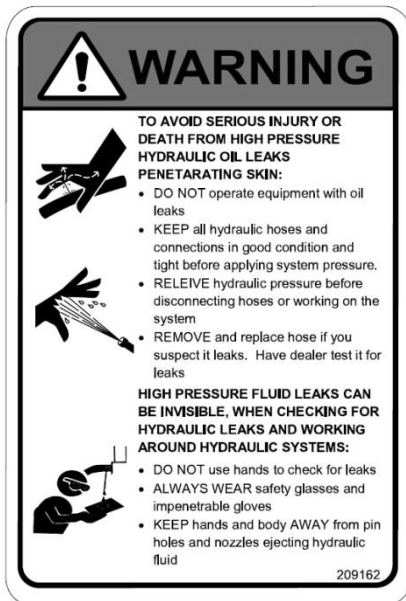 WARNING
TO AVOID SERIOUS INJURY OR
DEATH FROM HIGH PRESSURE
HYDRAULIC OIL LEAKS
PENETARATING SKIN:
• DO NOT operate equipment with oil
leaks
• KEEP all hydraulic hoses and
connections in good condition and
tight before applying system pressure.
• RELEIVE hydraulic pressure before
disconnecting hoses or working on the
system
• REMOVE and replace hose if you
suspect it leaks. Have dealer test it for
leaks
HIGH PRESSURE FLUID LEAKS CAN
BE INVISIBLE, WHEN CHECKING FOR
HYDRAULIC LEAKS AND WORKING
AROUND HYDRAULIC SYSTEMS:
• DO NOT use hands to check for leaks
• ALWAYS WEAR safety glasses and
impenetrable gloves
• KEEP hands and body AWAY from pin
holes and nozzles ejecting hydraulic
fluid
209162